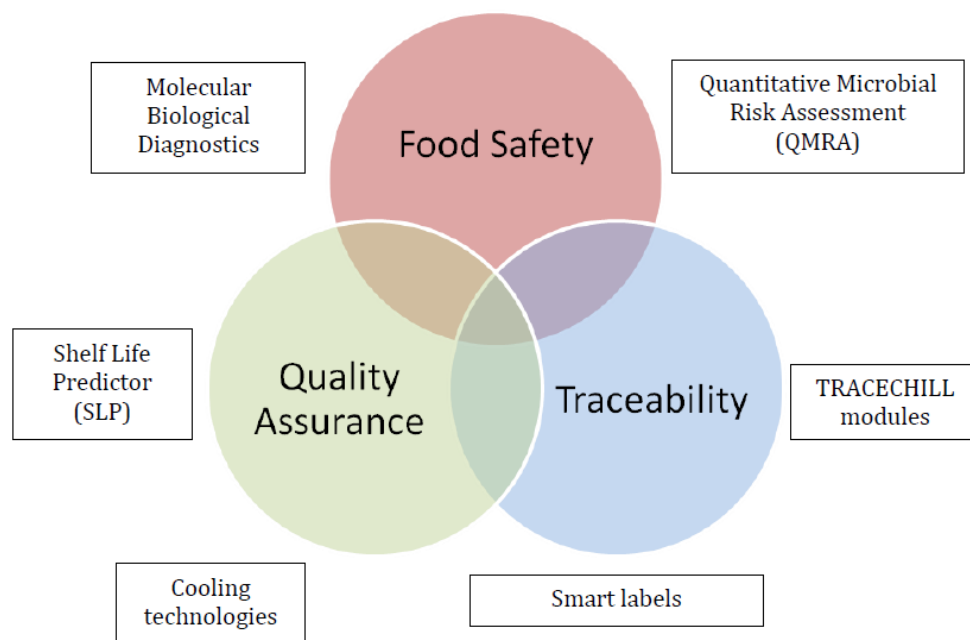 Molecular
Biological
Diagnostics
Quantitative Microbial
Risk Assessment
(QMRA)
Food Safety
Shelf Life
Predictor
(SLP)
Quality
Assurance
Traceability
TRACECHILL
modules
Cooling
technologies
Smart labels